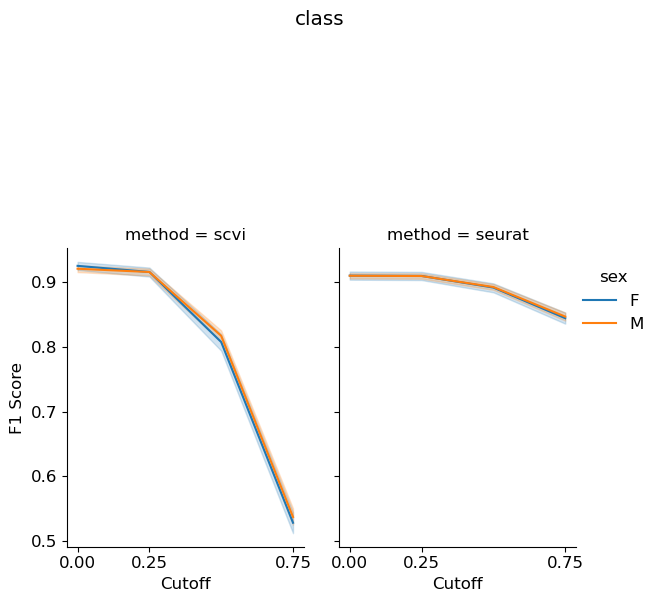 class
method = scvi
method = seurat
sex
F
M
F1 Score
0.9
0.8
0.7
0.6
0.5
0.00
0.25
0.75
0.00
0.25
0.75
Cutoff
Cutoff